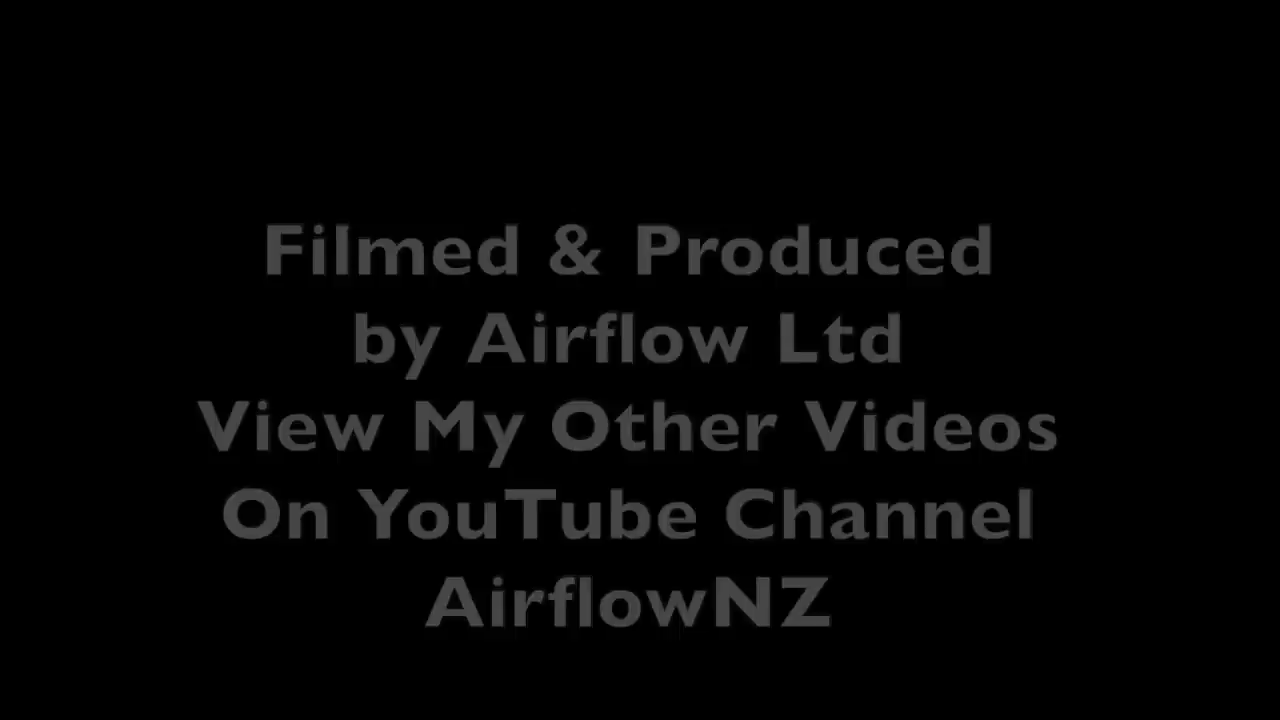 Filmed & Produced
by Airflow Ltd
View My Other Videos
On YouTube Channel
AirflowNZ